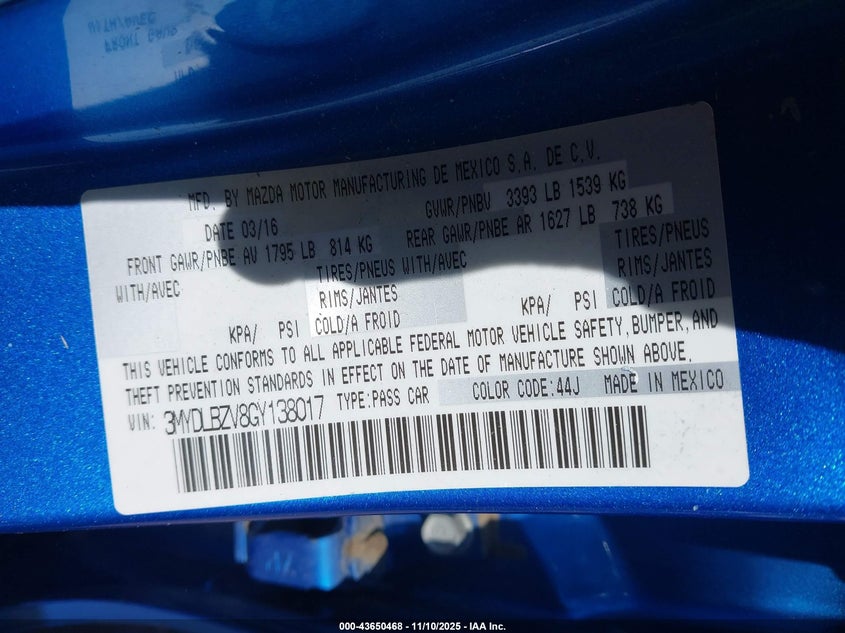 MFD. BY MAZDA MOTOR MANUFACTURING DE MEXICO S.A. DE C.V.
DATE 03/16 GVWR/PNBV 3393 LB 1539 KG
FRONT GAWR/PNBE AV 1795 LB 814 KG REAR GAWR/PNBE AR 1627 LB 738 KG
WITH/AVEC TIRES/PNEUS WITH/AVEC TIRES/PNEUS
RIMS/JANTES RIMS/JANTES
KPA/ PSI COLD/A FROID KPA/ PSI COLD/A FROID
THIS VEHICLE CONFORMS TO ALL APPLICABLE FEDERAL MOTOR VEHICLE SAFETY, BUMPER, AND
THEFT PREVENTION STANDARDS IN EFFECT ON THE DATE OF MANUFACTURE SHOWN ABOVE.
VIN: 3MYDLBZV8GY138017 TYPE:PASS CAR COLOR CODE:44J MADE IN MEXICO
000-43650468 - 11/10/2025 - IAA Inc.